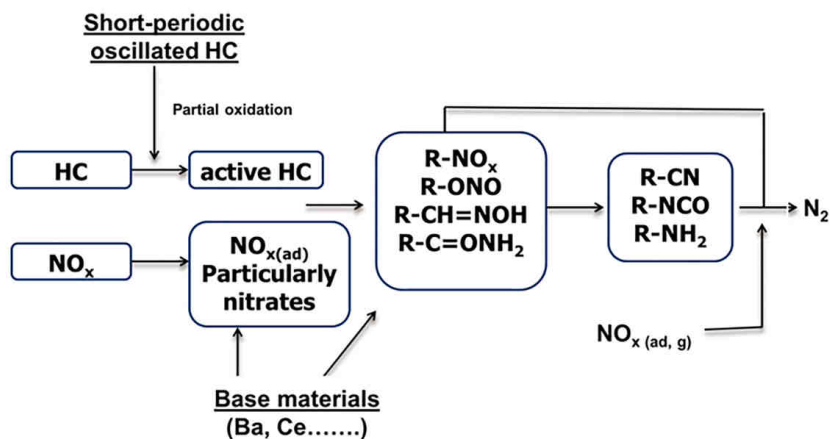 Short-periodic
oscillated HC
Partial oxidation
HC
active HC
NOₓ
NOₓ₍ad₎
Particularly
nitrates
R-NOₓ
R-ONO
R-CH=NOH
R-C=ONH₂
R-CN
R-NCO
R-NH₂
N₂
NOₓ (ad, g)
Base materials
(Ba, Ce.......)